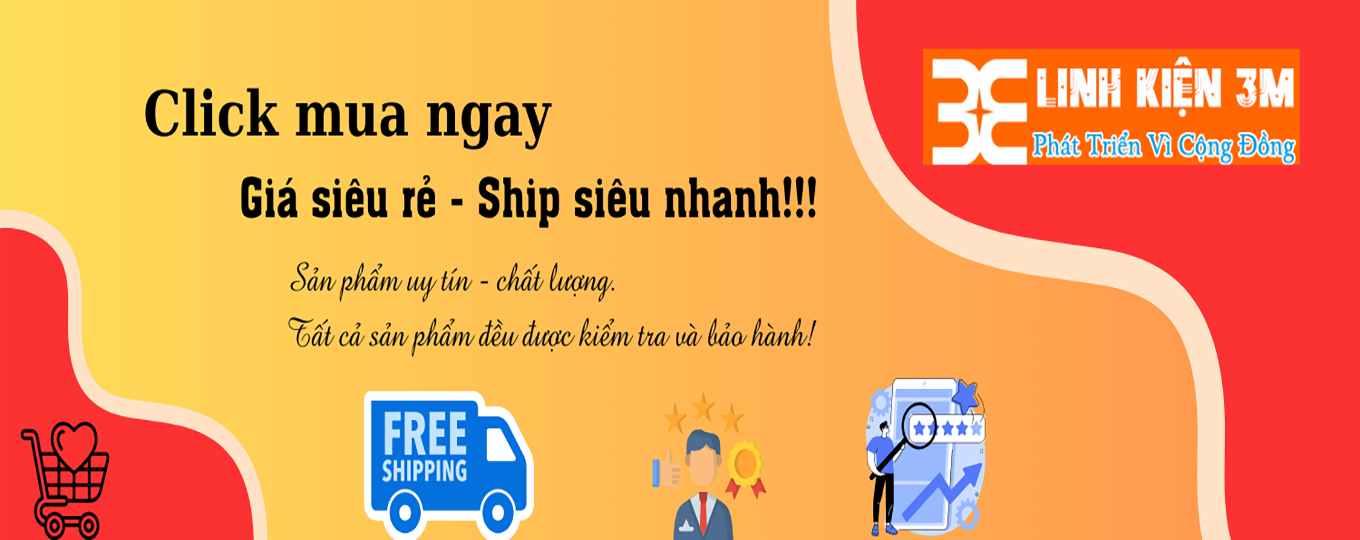 Click mua ngay
Giá siêu rẻ - Ship siêu nhanh!!!
Sản phẩm uy tín - chất lượng.
Tất cả sản phẩm đều được kiểm tra và bảo hành!
LINH KIỆN 3M
Phát Triển Vì Cộng Đồng
FREE
SHIPPING